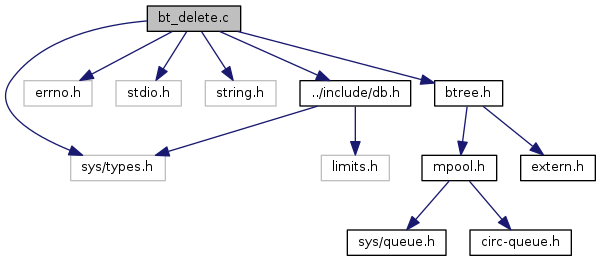 bt_delete.c
errno.h
stdio.h
string.h
../include/db.h
btree.h
sys/types.h
limits.h
mpool.h
extern.h
sys/queue.h
circ-queue.h